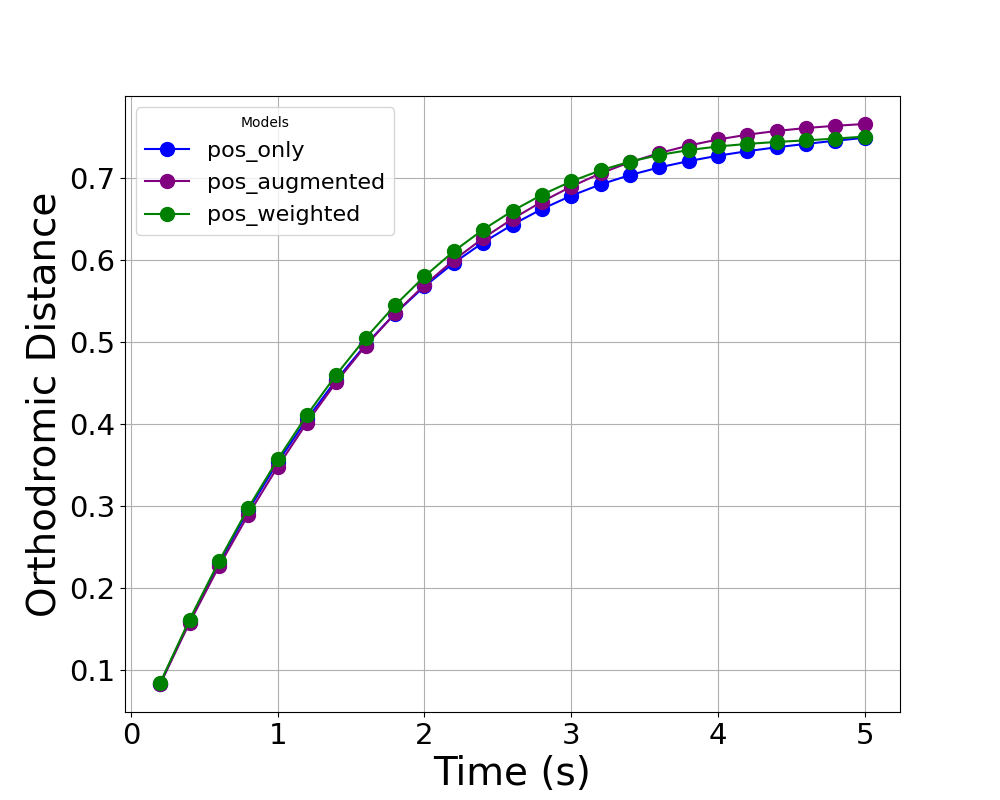 Models
pos_only
pos_augmented
pos_weighted
Orthodromic Distance
0.7
0.6
0.5
0.4
0.3
0.2
0.1
0 1 2 3 4 5
Time (s)